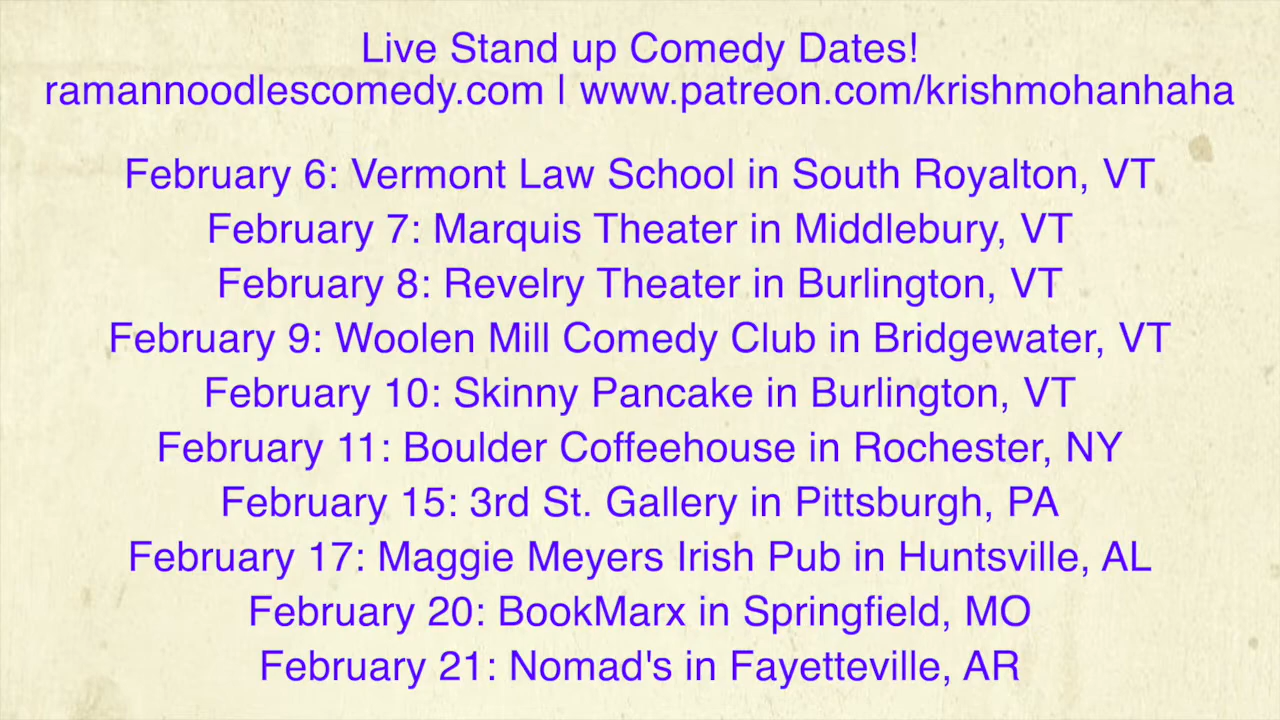 Live Stand up Comedy Dates!
ramannoodlescomedy.com | www.patreon.com/krishmohanhaha
February 6: Vermont Law School in South Royalton, VT
February 7: Marquis Theater in Middlebury, VT
February 8: Revelry Theater in Burlington, VT
February 9: Woolen Mill Comedy Club in Bridgewater, VT
February 10: Skinny Pancake in Burlington, VT
February 11: Boulder Coffeehouse in Rochester, NY
February 15: 3rd St. Gallery in Pittsburgh, PA
February 17: Maggie Meyers Irish Pub in Huntsville, AL
February 20: BookMarx in Springfield, MO
February 21: Nomad's in Fayetteville, AR